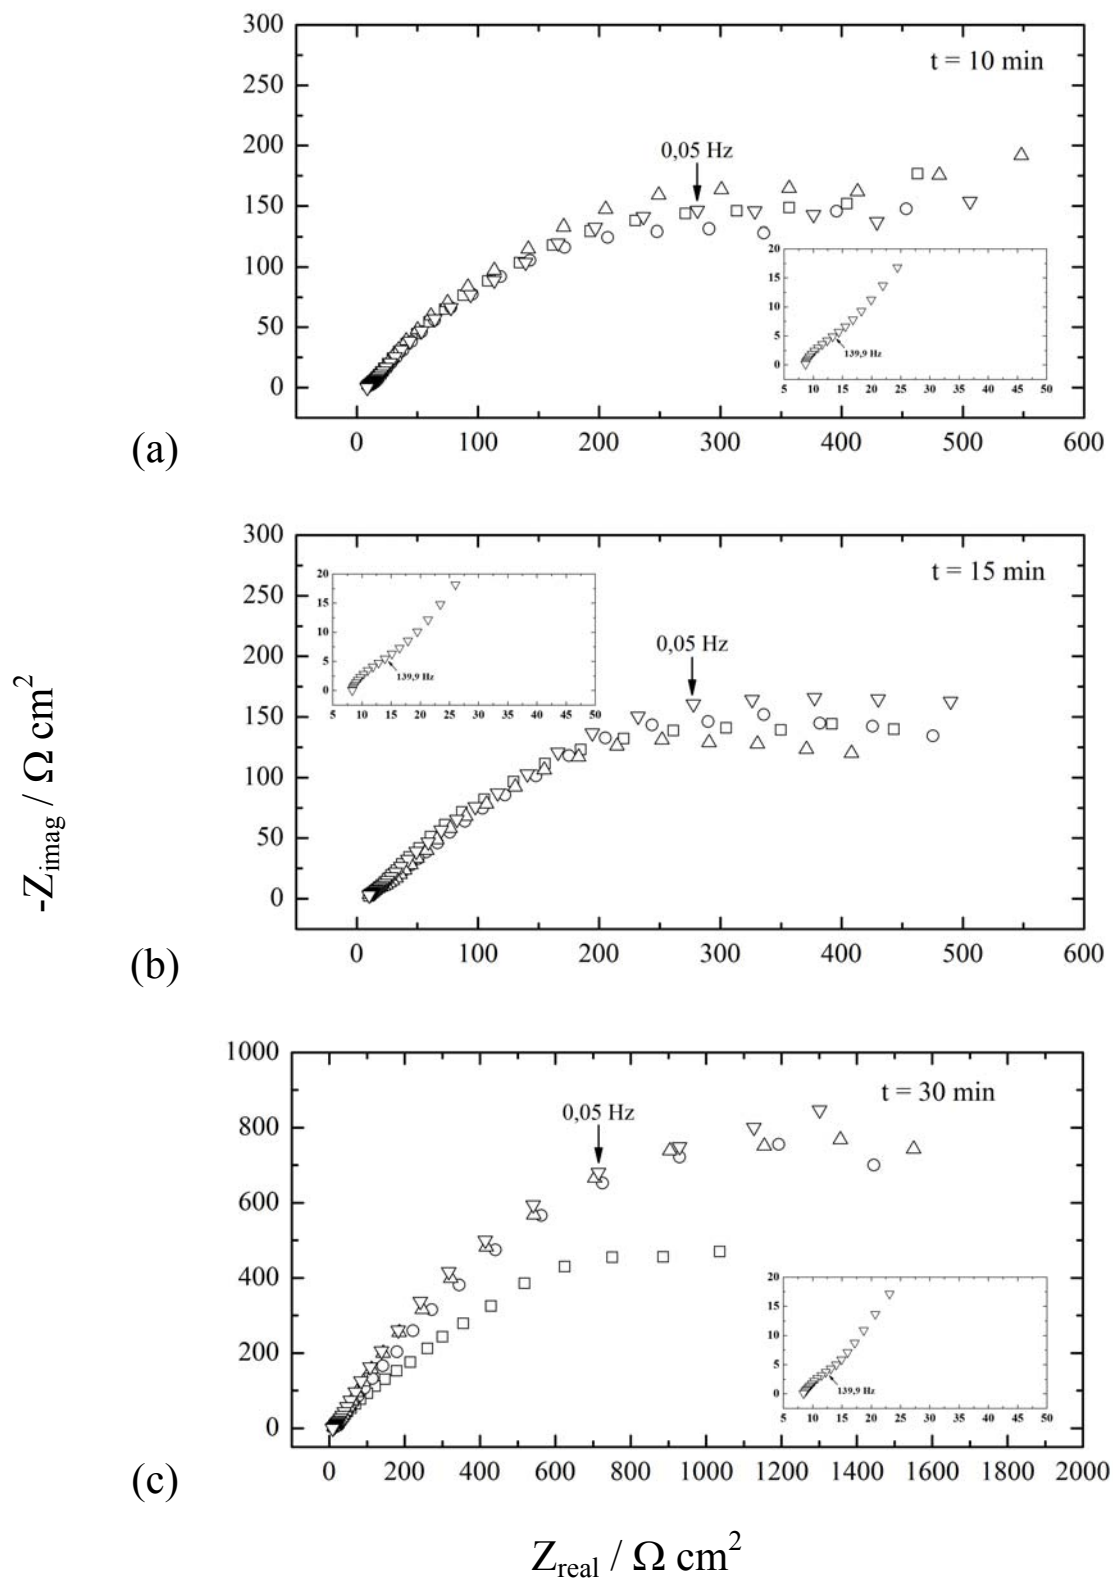 300
250
200
150
100
50
0
t = 10 min
0,05 Hz
20
15
10
5
0
139,9 Hz
5 10 15 20 25 30 35 40 45 50
0 100 200 300 400 500 600
(a)
300
250
200
150
100
50
0
t = 15 min
0,05 Hz
20
15
10
5
0
139,9 Hz
5 10 15 20 25 30 35 40 45 50
0 100 200 300 400 500 600
(b)
-Z_imag / Ω cm²
1000
800
600
400
200
0
t = 30 min
0,05 Hz
20
15
10
5
0
139,9 Hz
5 10 15 20 25 30 35 40 45 50
0 200 400 600 800 1000 1200 1400 1600 1800 2000
(c)
Z_real / Ω cm²